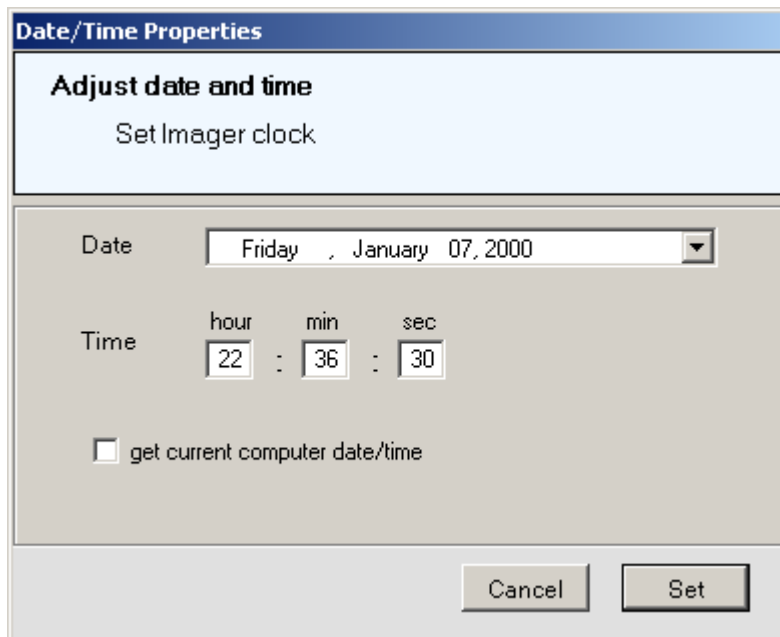 Date/Time Properties
Adjust date and time
Set Imager clock
Date Friday , January 07, 2000
hour min sec
Time 22 : 36 : 30
get current computer date/time
Cancel Set